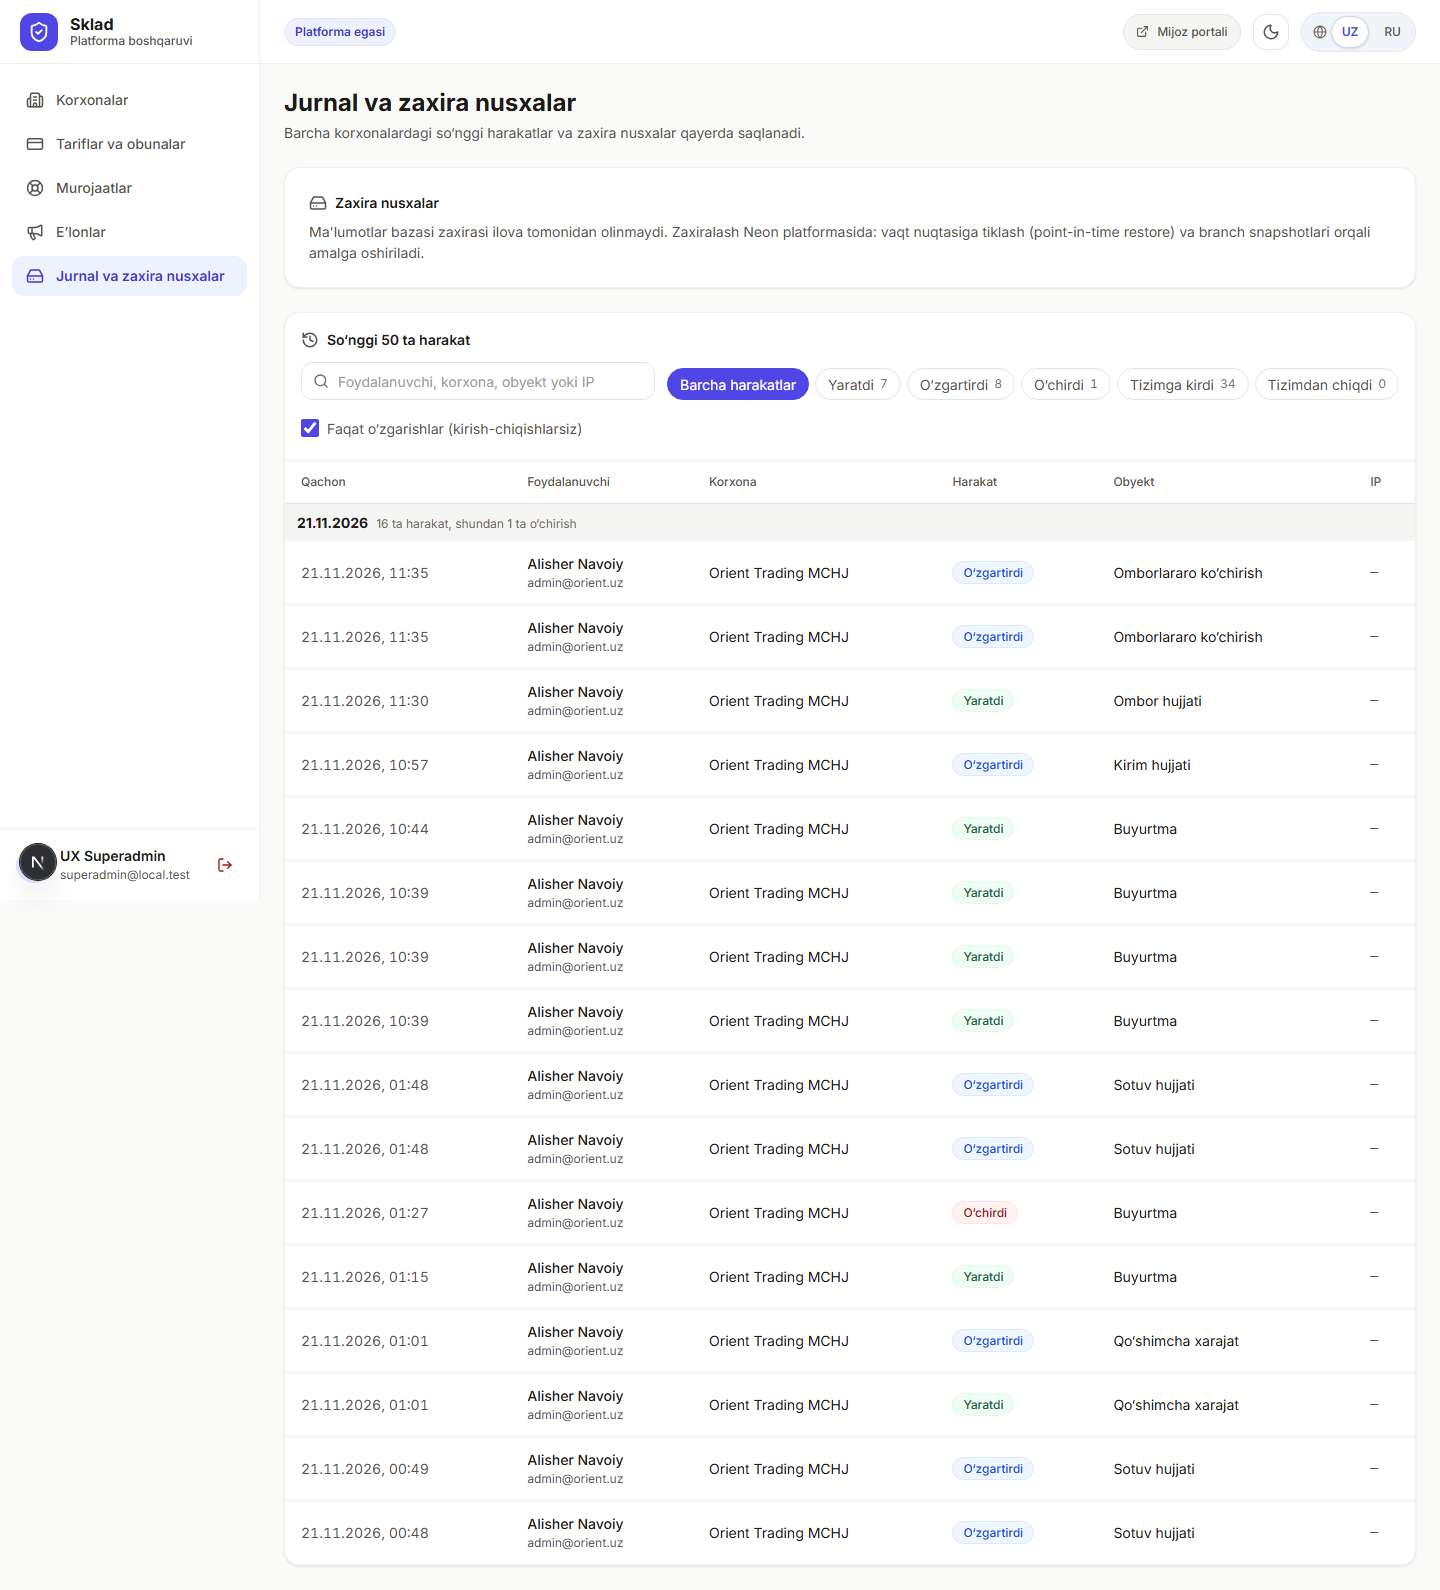 Sklad
Platforma boshqaruvi
Platforma egasi
Mijoz portali
UZ
RU
Korxonalar
Tariflar va obunalar
Murojaatlar
E’lonlar
Jurnal va zaxira nusxalar
UX Superadmin
superadmin@local.test
Jurnal va zaxira nusxalar
Barcha korxonalardagi so‘nggi harakatlar va zaxira nusxalar qayerda saqlanadi.
Zaxira nusxalar
Ma'lumotlar bazasi zaxirasi ilova tomonidan olinmaydi. Zaxiralash Neon platformasida: vaqt nuqtasiga tiklash (point-in-time restore) va branch snapshotlari orqali
amalga oshiriladi.
So‘nggi 50 ta harakat
Foydalanuvchi, korxona, obyekt yoki IP
Barcha harakatlar
Yaratdi 7
O‘zgartirdi 8
O‘chirdi 1
Tizimga kirdi 34
Tizimdan chiqdi 0
Faqat o‘zgarishlar (kirish-chiqishlarsiz)
Qachon Foydalanuvchi Korxona Harakat Obyekt IP
21.11.2026 16 ta harakat, shundan 1 ta o‘chirish
21.11.2026, 11:35 Alisher Navoiy Orient Trading MCHJ O‘zgartirdi Omborlararo ko‘chirish –
admin@orient.uz
21.11.2026, 11:35 Alisher Navoiy Orient Trading MCHJ O‘zgartirdi Omborlararo ko‘chirish –
admin@orient.uz
21.11.2026, 11:30 Alisher Navoiy Orient Trading MCHJ Yaratdi Ombor hujjati –
admin@orient.uz
21.11.2026, 10:57 Alisher Navoiy Orient Trading MCHJ O‘zgartirdi Kirim hujjati –
admin@orient.uz
21.11.2026, 10:44 Alisher Navoiy Orient Trading MCHJ Yaratdi Buyurtma –
admin@orient.uz
21.11.2026, 10:39 Alisher Navoiy Orient Trading MCHJ Yaratdi Buyurtma –
admin@orient.uz
21.11.2026, 10:39 Alisher Navoiy Orient Trading MCHJ Yaratdi Buyurtma –
admin@orient.uz
21.11.2026, 10:39 Alisher Navoiy Orient Trading MCHJ Yaratdi Buyurtma –
admin@orient.uz
21.11.2026, 01:48 Alisher Navoiy Orient Trading MCHJ O‘zgartirdi Sotuv hujjati –
admin@orient.uz
21.11.2026, 01:48 Alisher Navoiy Orient Trading MCHJ O‘zgartirdi Sotuv hujjati –
admin@orient.uz
21.11.2026, 01:27 Alisher Navoiy Orient Trading MCHJ O‘chirdi Buyurtma –
admin@orient.uz
21.11.2026, 01:15 Alisher Navoiy Orient Trading MCHJ Yaratdi Buyurtma –
admin@orient.uz
21.11.2026, 01:01 Alisher Navoiy Orient Trading MCHJ O‘zgartirdi Qo‘shimcha xarajat –
admin@orient.uz
21.11.2026, 01:01 Alisher Navoiy Orient Trading MCHJ Yaratdi Qo‘shimcha xarajat –
admin@orient.uz
21.11.2026, 00:49 Alisher Navoiy Orient Trading MCHJ O‘zgartirdi Sotuv hujjati –
admin@orient.uz
21.11.2026, 00:48 Alisher Navoiy Orient Trading MCHJ O‘zgartirdi Sotuv hujjati –
admin@orient.uz